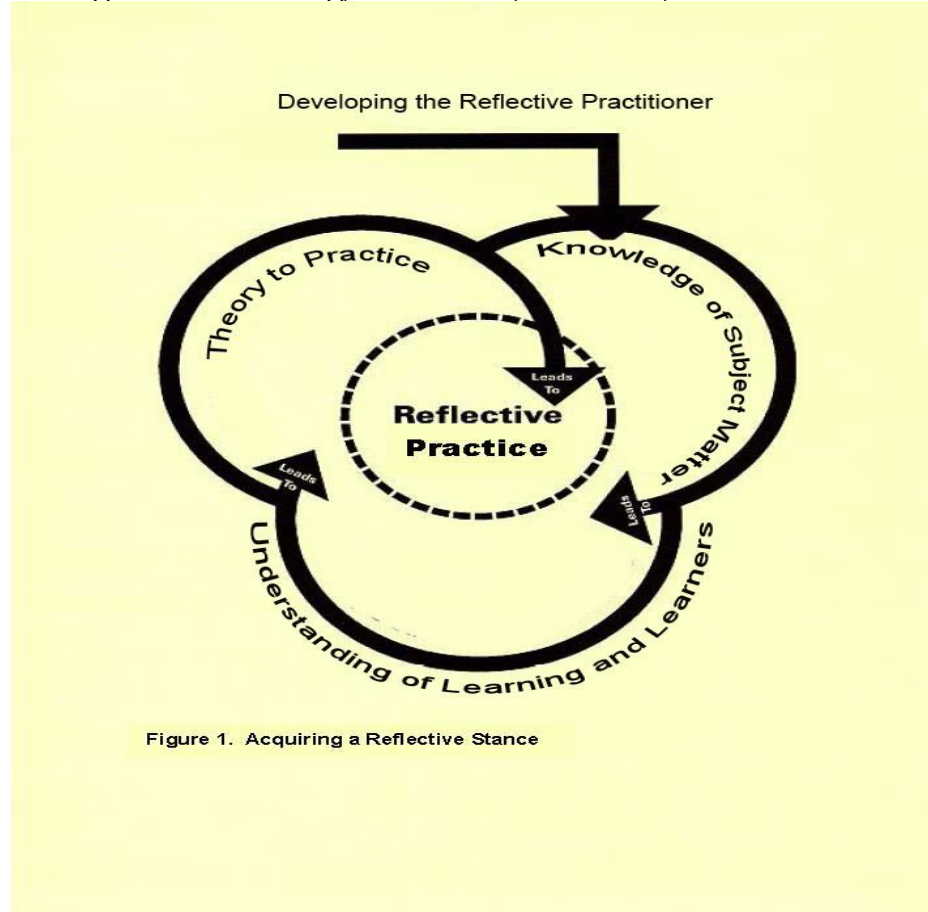 Developing the Reflective Practitioner
Theory to Practice
Knowledge of Subject Matter
Leads
To
Reflective
Practice
Leads
To
Leads
To
Understanding of Learning and Learners
Figure 1. Acquiring a Reflective Stance